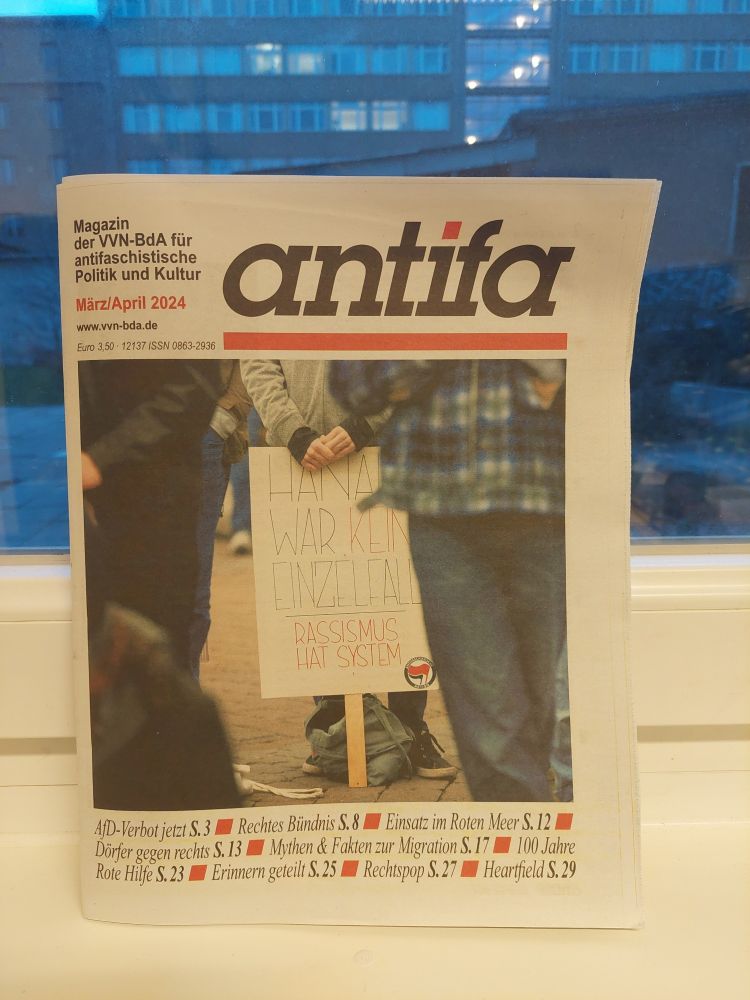 Magazin
der VVN-BdA für
antifaschistische
Politik und Kultur
März/April 2024
www.vvn-bda.de
Euro 3,50 · 12137 ISSN 0863-2936
antifa
HANA
WAR KEIN
EINZELFALL
RASSISMUS
HAT SYSTEM
AfD-Verbot jetzt S. 3 ■ Rechtes Bündnis S. 8 ■ Einsatz im Roten Meer S. 12 ■
Dörfer gegen rechts S. 13 ■ Mythen & Fakten zur Migration S. 17 ■ 100 Jahre
Rote Hilfe S. 23 ■ Erinnern geteilt S. 25 ■ Rechtspop S. 27 ■ Heartfield S. 29